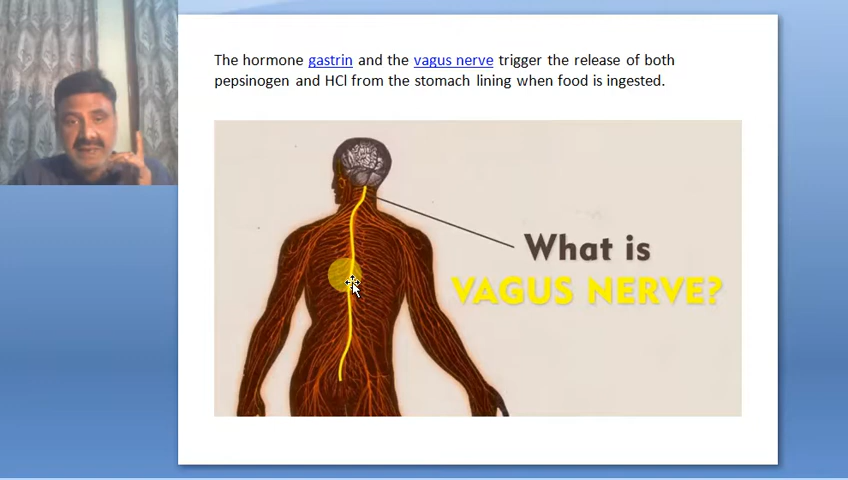 The hormone gastrin and the vagus nerve trigger the release of both
pepsinogen and HCl from the stomach lining when food is ingested.
What is
VAGUS NERVE?